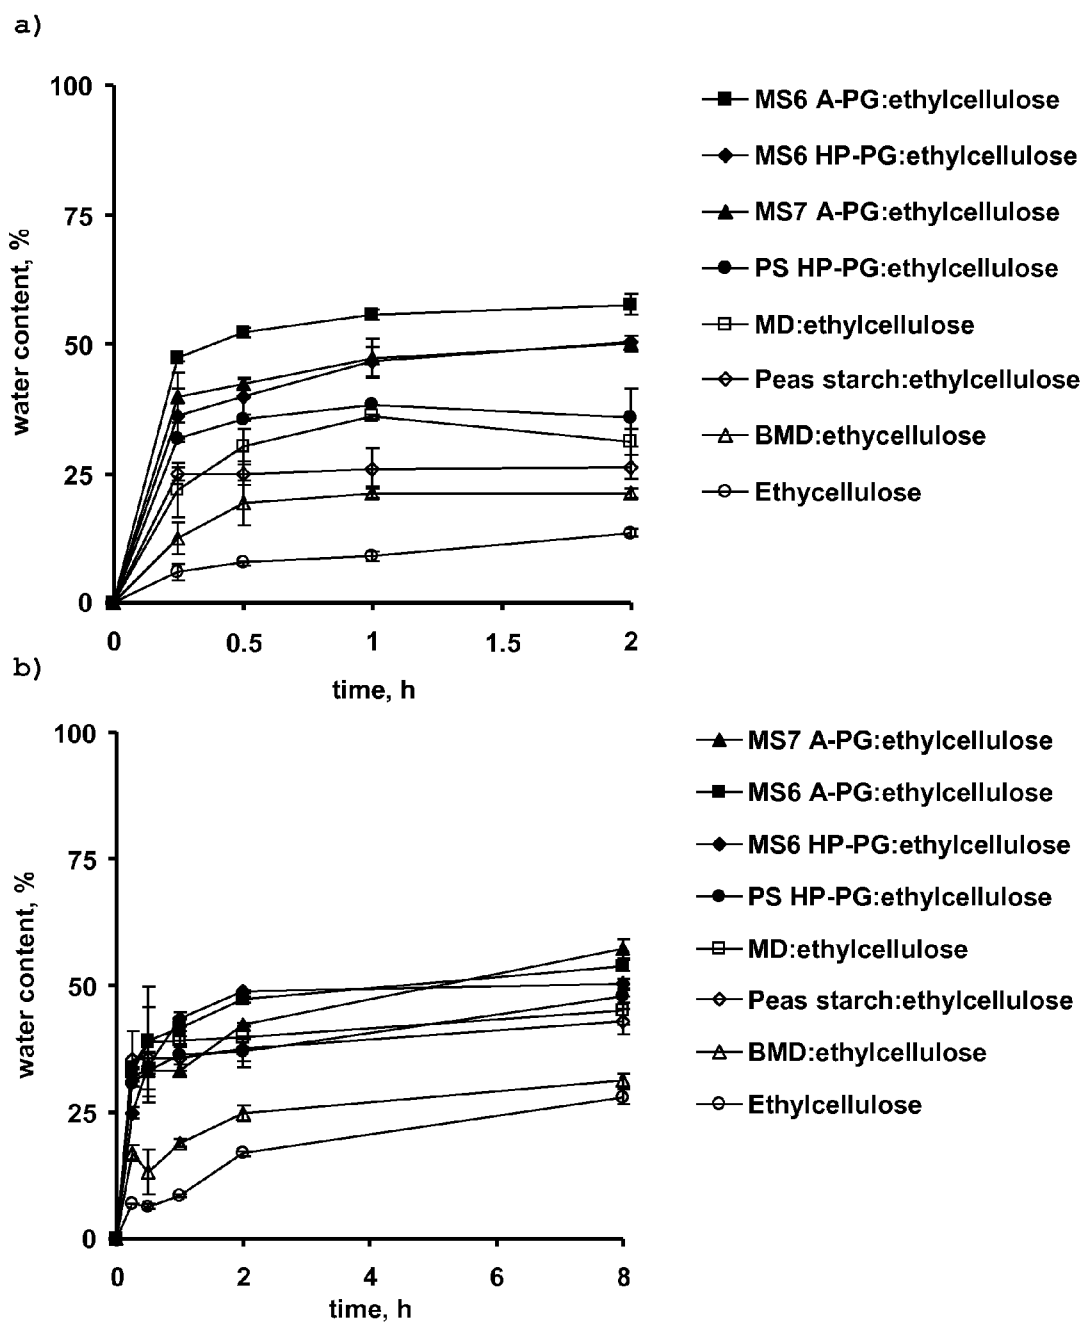 a)
water content, %
100
75
50
25
0
0
0.5
1
1.5
2
time, h
MS6 A-PG:ethylcellulose
MS6 HP-PG:ethylcellulose
MS7 A-PG:ethylcellulose
PS HP-PG:ethylcellulose
MD:ethylcellulose
Peas starch:ethylcellulose
BMD:ethycellulose
Ethycellulose
b)
water content, %
100
75
50
25
0
0
2
4
6
8
time, h
MS7 A-PG:ethylcellulose
MS6 A-PG:ethylcellulose
MS6 HP-PG:ethylcellulose
PS HP-PG:ethylcellulose
MD:ethylcellulose
Peas starch:ethylcellulose
BMD:ethylcellulose
Ethylcellulose